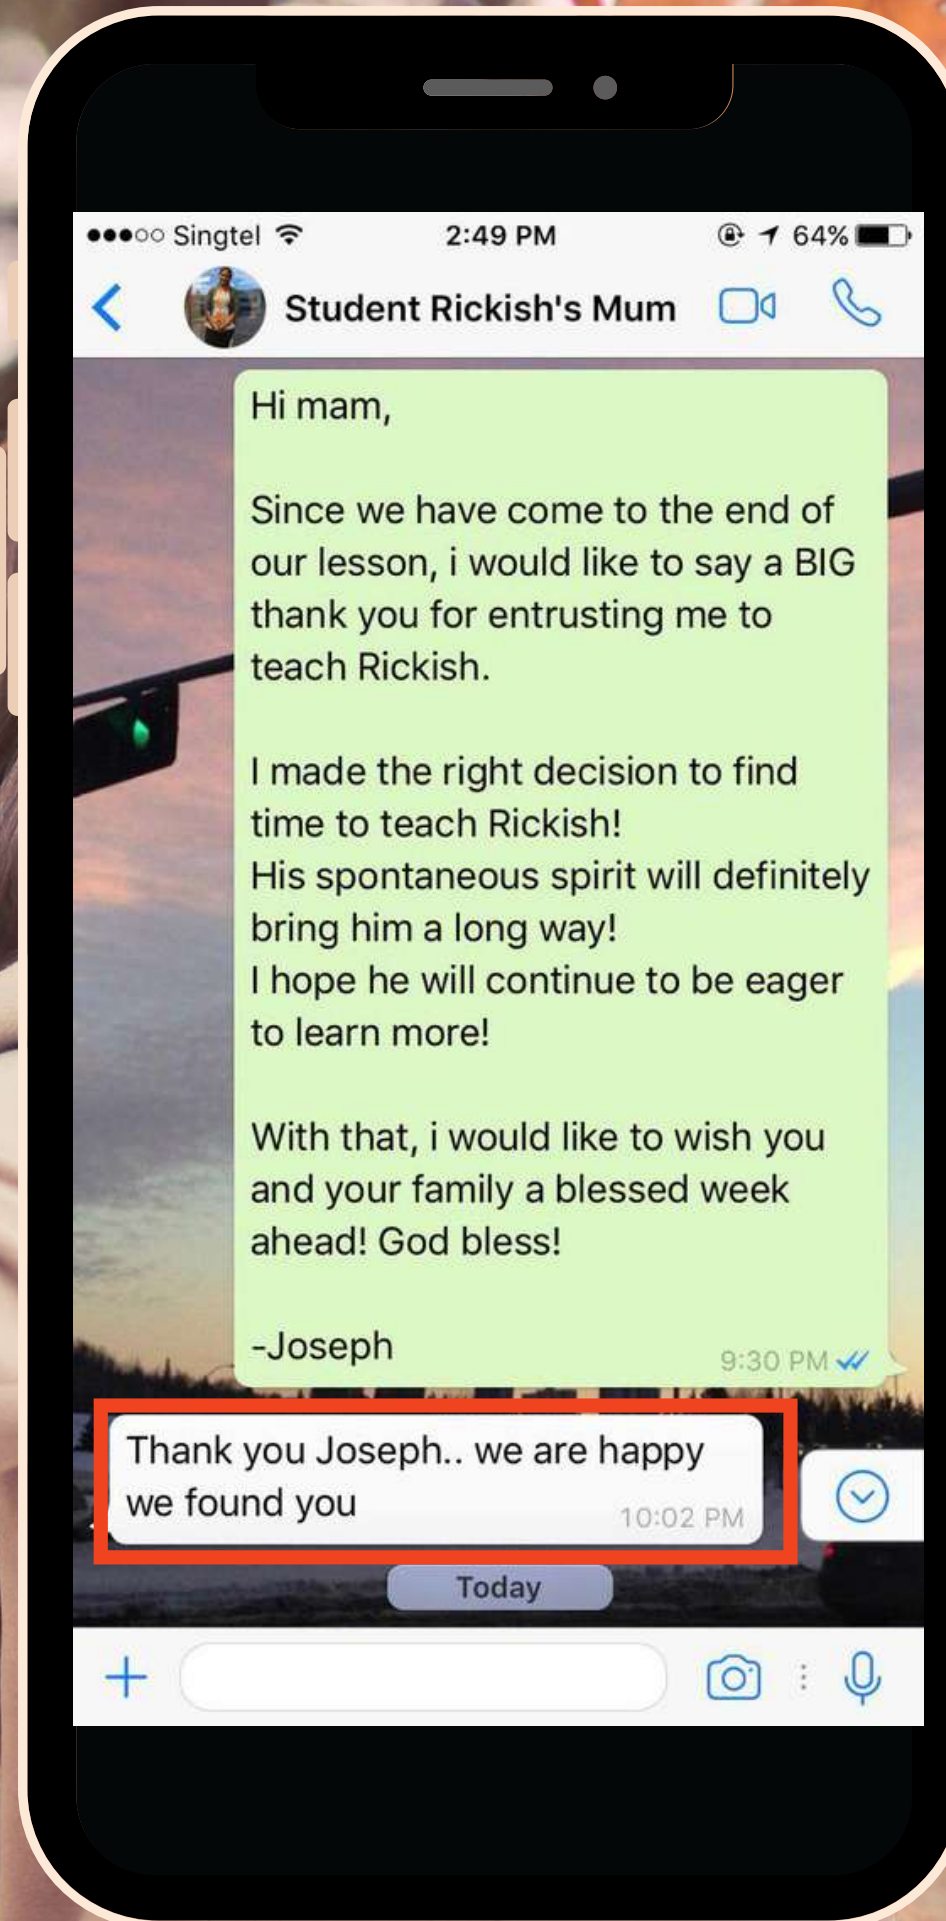 Singtel 2:49 PM 64%
Student Rickish's Mum
Hi mam,
Since we have come to the end of
our lesson, i would like to say a BIG
thank you for entrusting me to
teach Rickish.
I made the right decision to find
time to teach Rickish!
His spontaneous spirit will definitely
bring him a long way!
I hope he will continue to be eager
to learn more!
With that, i would like to wish you
and your family a blessed week
ahead! God bless!
-Joseph
9:30 PM
Thank you Joseph.. we are happy
we found you
10:02 PM
Today